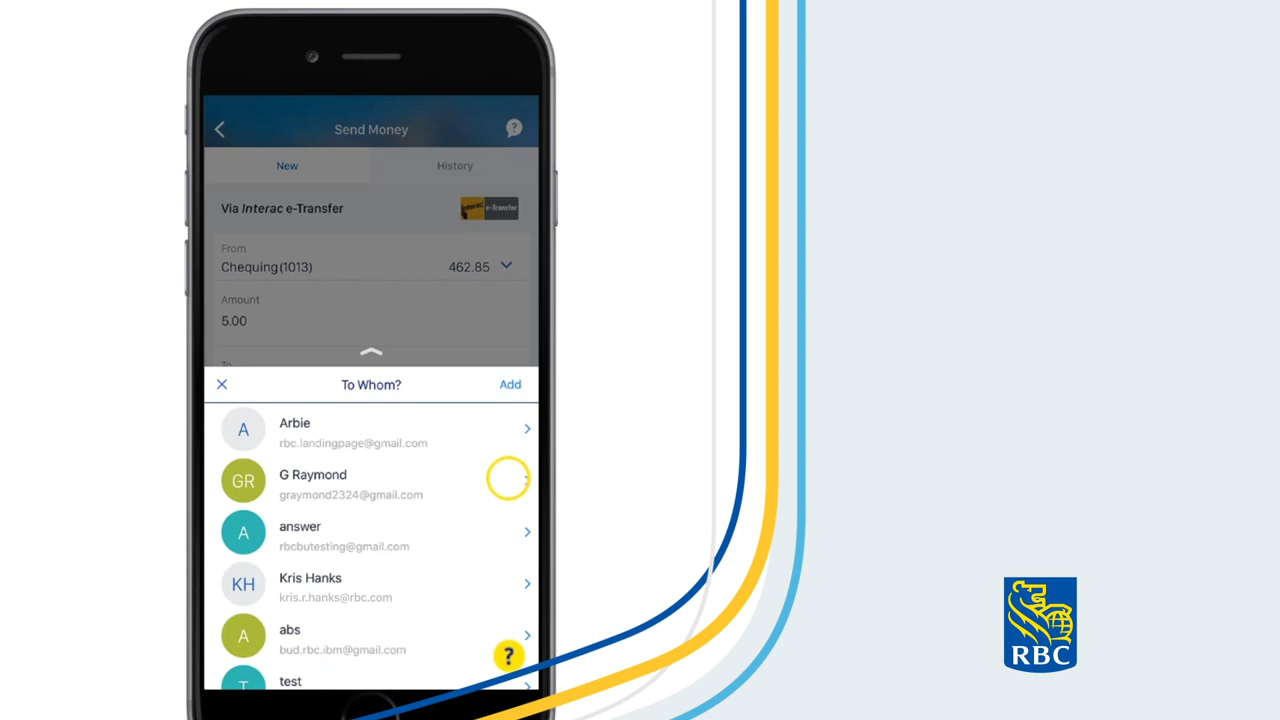 Send Money
?
New
History
Via Interac e-Transfer
Interac e-Transfer
From
Chequing (1013)
462.85
Amount
5.00
To
To Whom?
Add
A
Arbie
rbc.landingpage@gmail.com
GR
G Raymond
graymond2324@gmail.com
A
answer
rbcbutesting@gmail.com
KH
Kris Hanks
kris.r.hanks@rbc.com
A
abs
bud.rbc.ibm@gmail.com
?
T
test
RBC